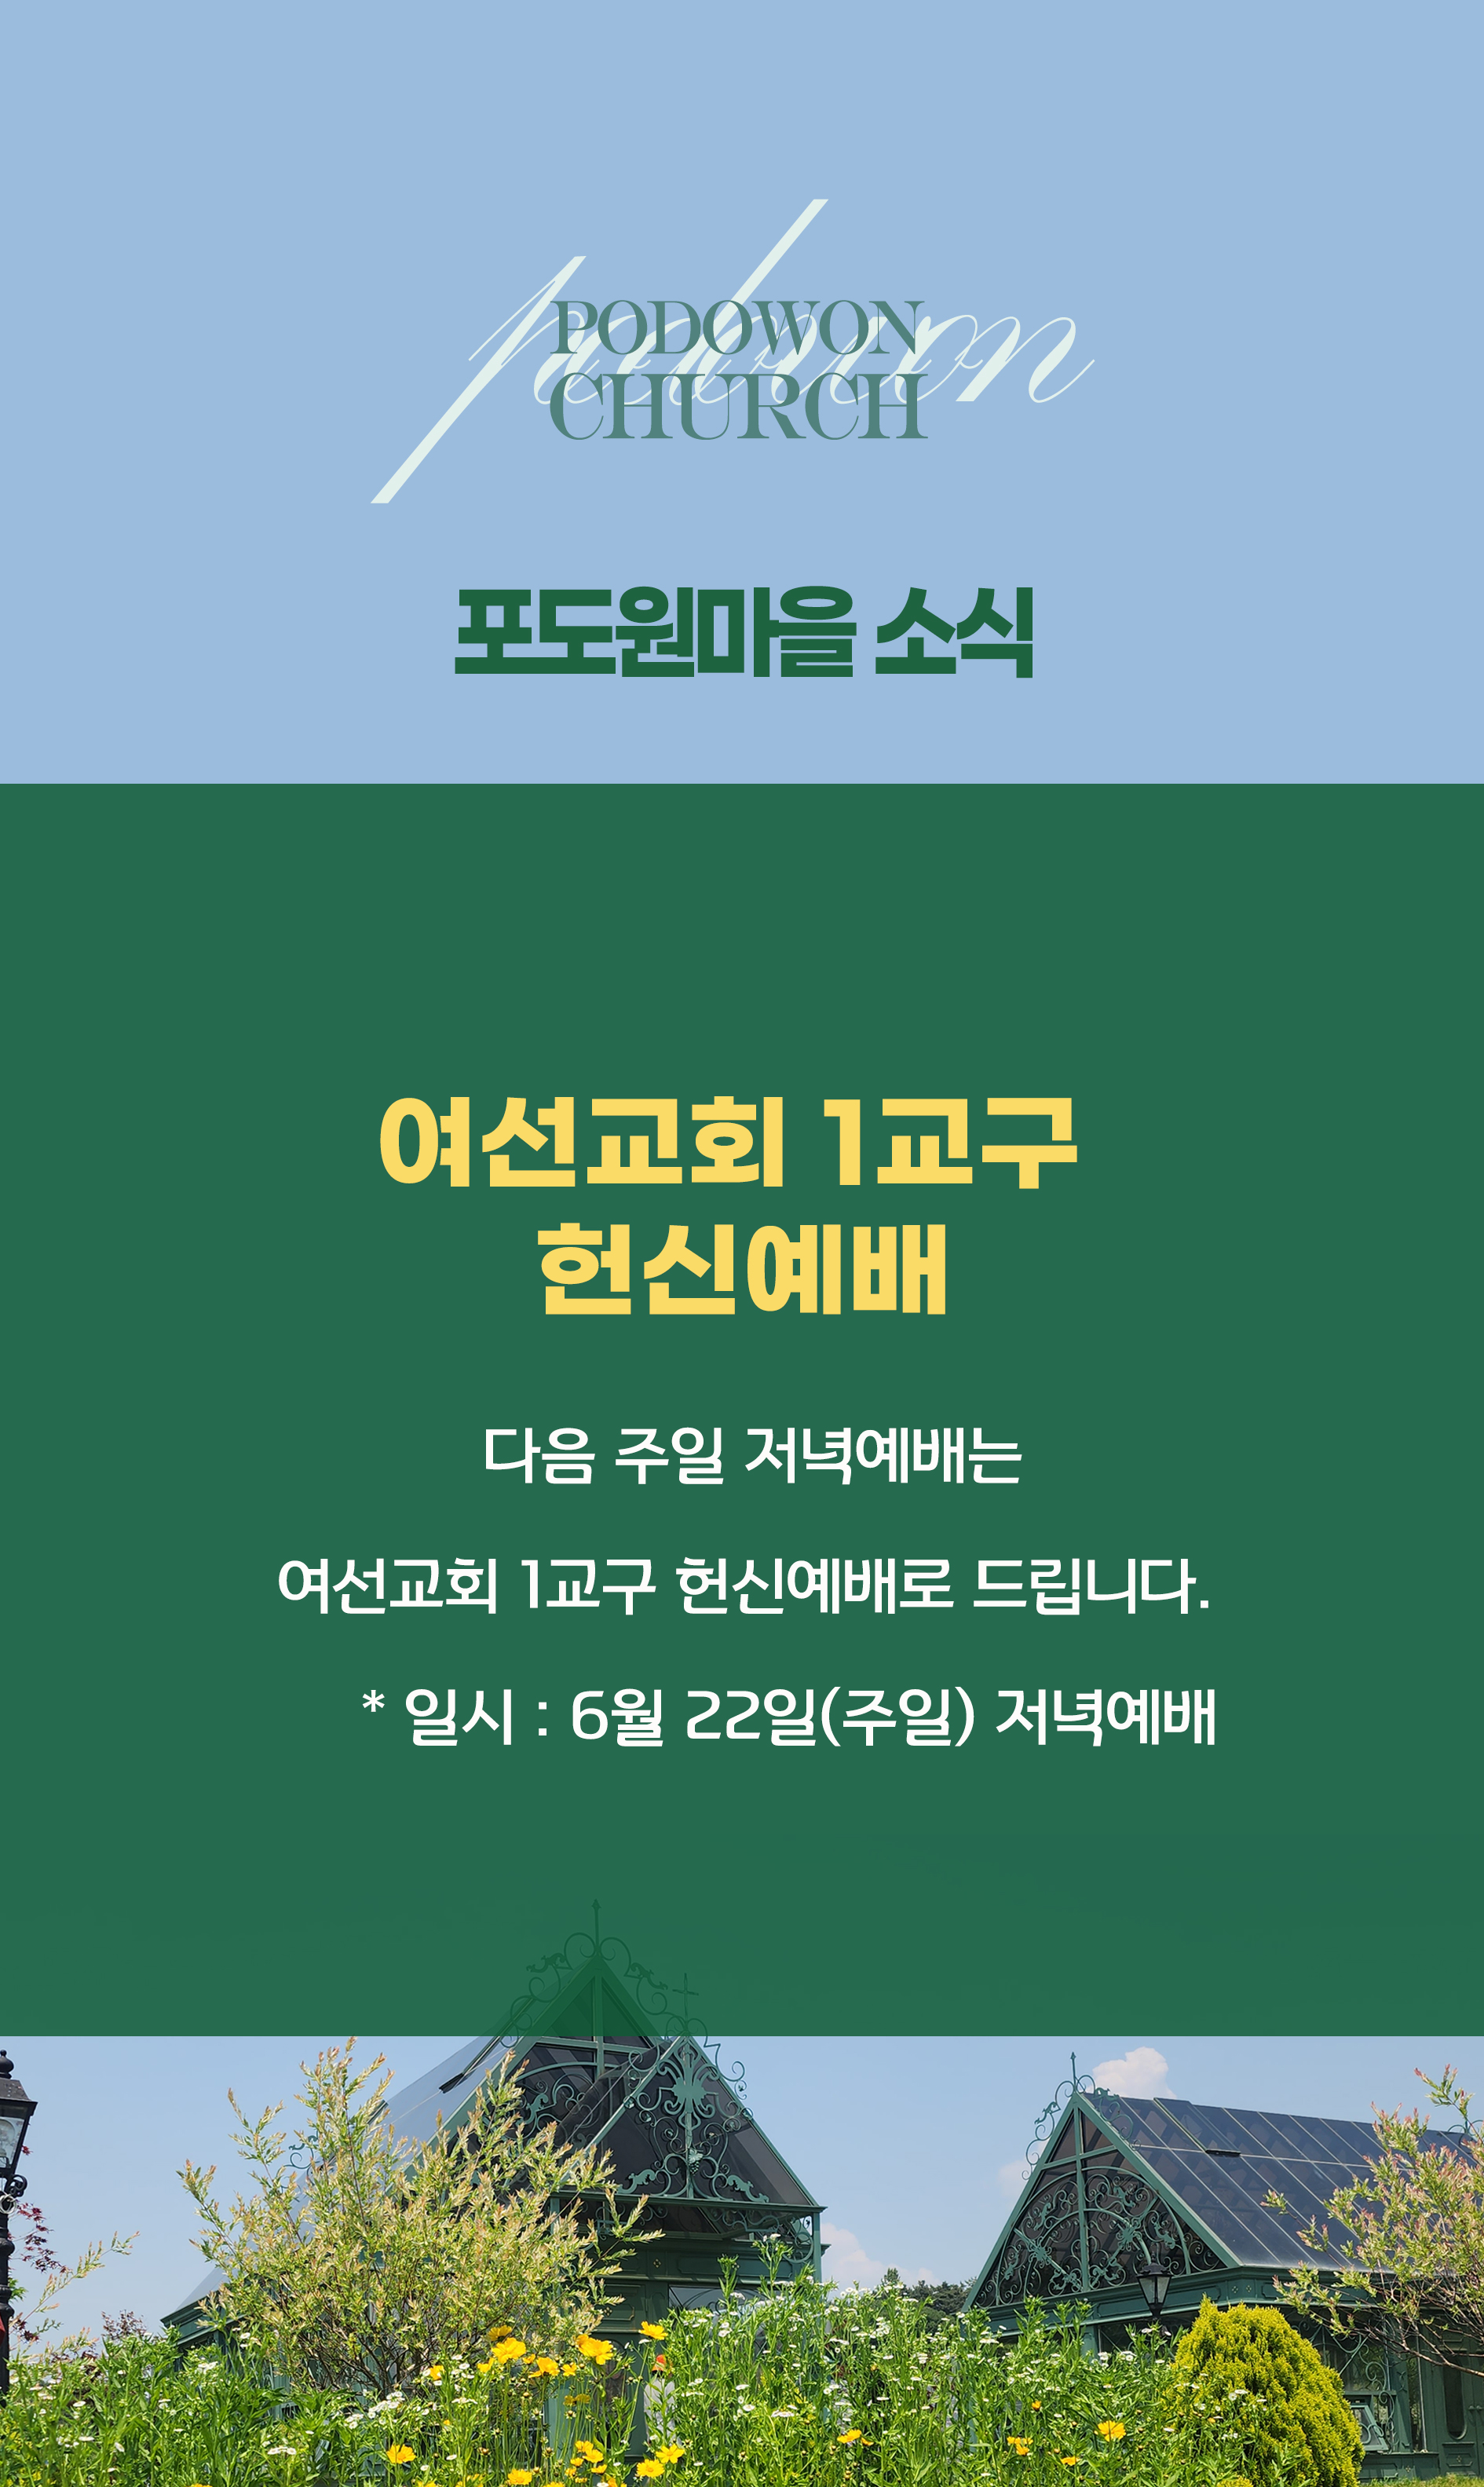 podowon
PODOWON
CHURCH
포도원마을 소식
여선교회 1교구
헌신예배
다음 주일 저녁예배는
여선교회 1교구 헌신예배로 드립니다.
* 일시 : 6월 22일(주일) 저녁예배